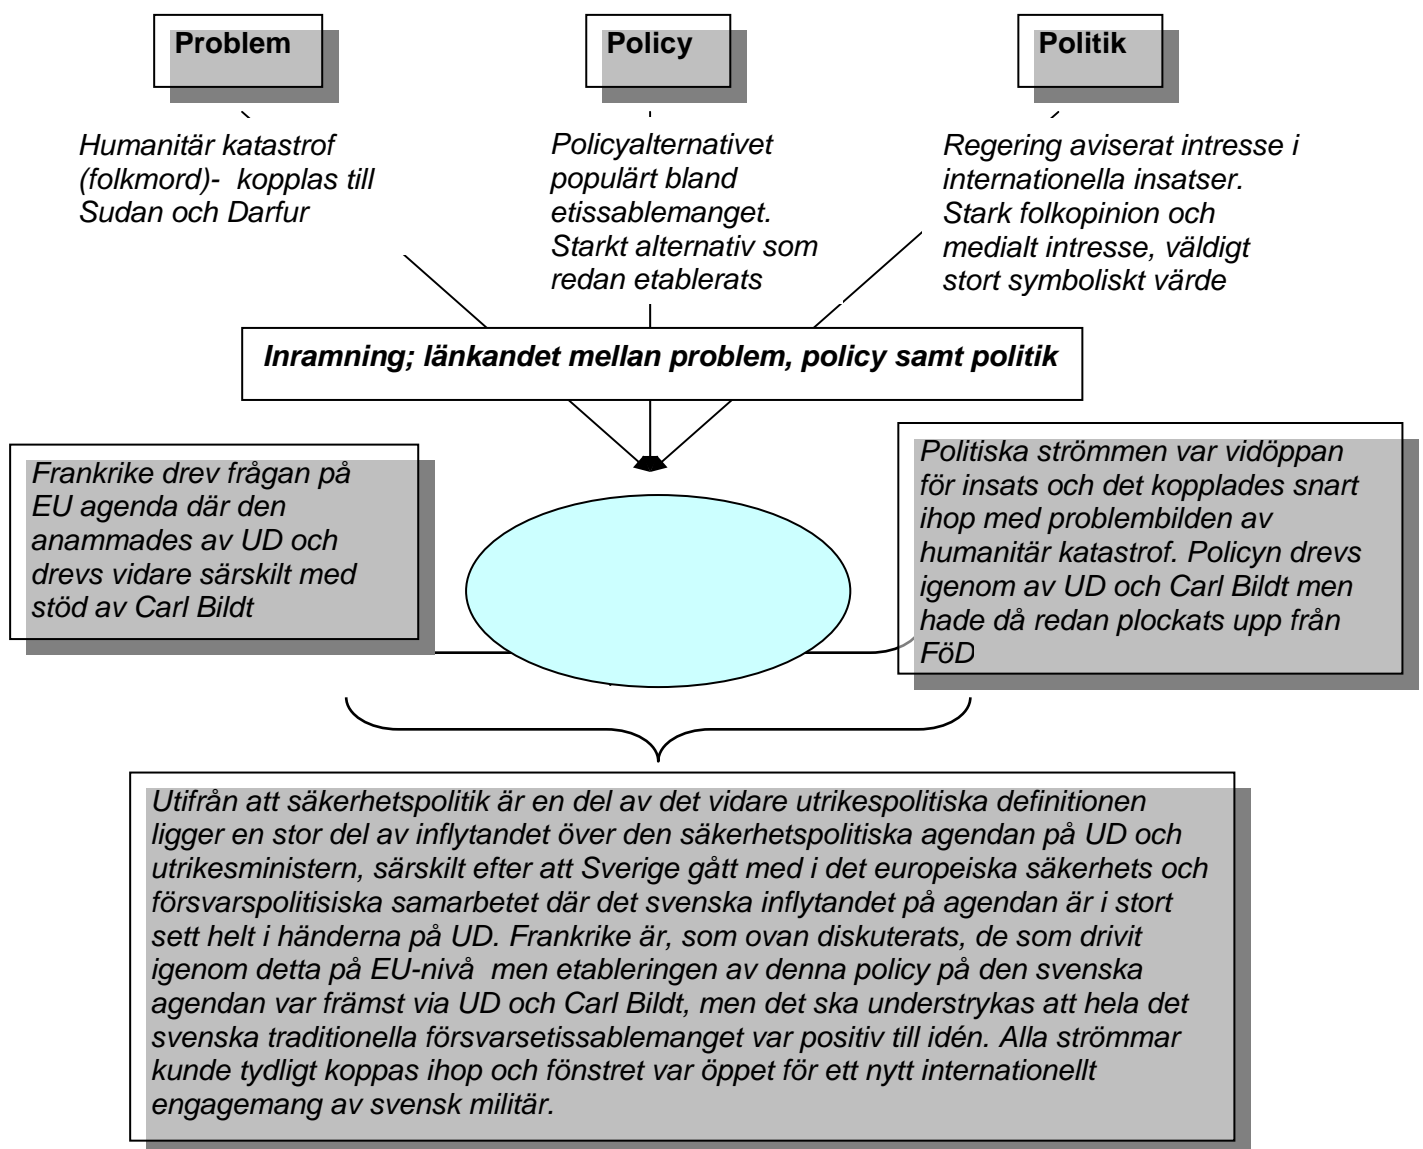 Problem
Policy
Politik
Humanitär katastrof
(folkmord)-  kopplas till
Sudan och Darfur
Policyalternativet
populärt bland
etissablemanget.
Starkt alternativ som
redan etablerats
Regering aviserat intresse i
internationella insatser.
Stark folkopinion och
medialt intresse, väldigt
stort symboliskt värde
Inramning; länkandet mellan problem, policy samt politik
Frankrike drev frågan på
EU agenda där den
anammades av UD och
drevs vidare särskilt med
stöd av Carl Bildt
Politiska strömmen var vidöppan
för insats och det kopplades snart
ihop med problembilden av
humanitär katastrof. Policyn drevs
igenom av UD och Carl Bildt men
hade då redan plockats upp från
FöD
Utifrån att säkerhetspolitik är en del av det vidare utrikespolitiska definitionen
ligger en stor del av inflytandet över den säkerhetspolitiska agendan på UD och
utrikesministern, särskilt efter att Sverige gått med i det europeiska säkerhets och
försvarspolitisiska samarbetet där det svenska inflytandet på agendan är i stort
sett helt i händerna på UD. Frankrike är, som ovan diskuterats, de som drivit
igenom detta på EU-nivå  men etableringen av denna policy på den svenska
agendan var främst via UD och Carl Bildt, men det ska understrykas att hela det
svenska traditionella försvarsetissablemanget var positiv till idén. Alla strömmar
kunde tydligt koppas ihop och fönstret var öppet för ett nytt internationellt
engagemang av svensk militär.